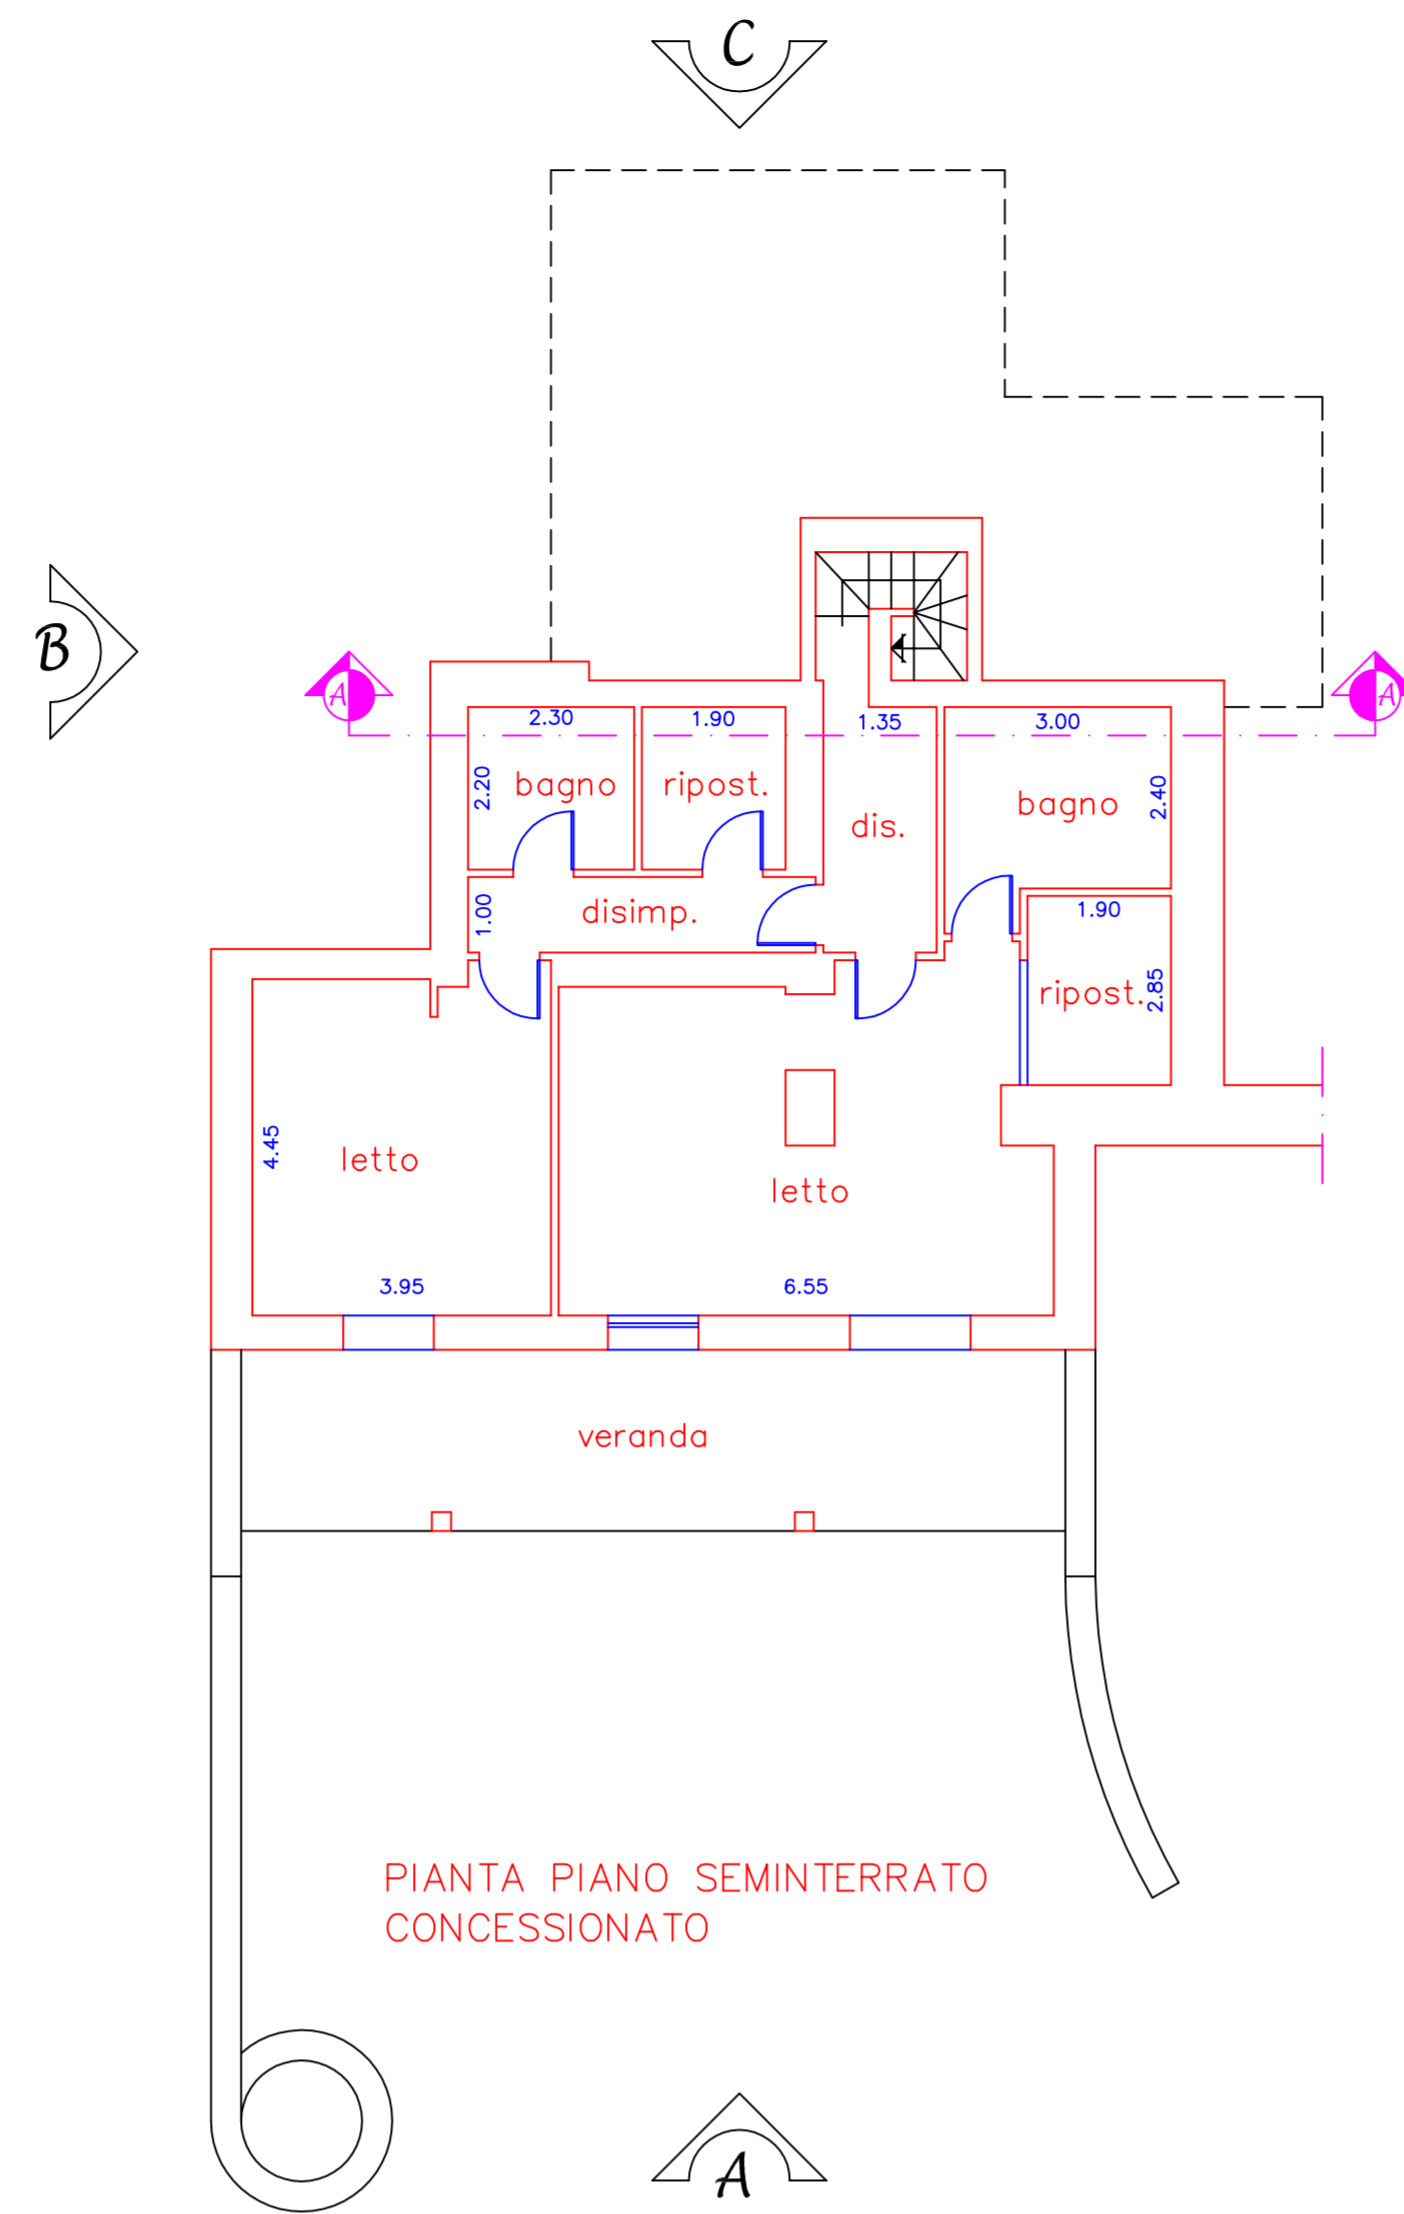 C
B
A
A
2.30
1.90
1.35
3.00
2.20
bagno
ripost.
dis.
bagno
2.40
1.00
disimp.
1.90
ripost.
2.85
4.45
letto
letto
3.95
6.55
veranda
PIANTA PIANO SEMINTERRATO
CONCESSIONATO
A